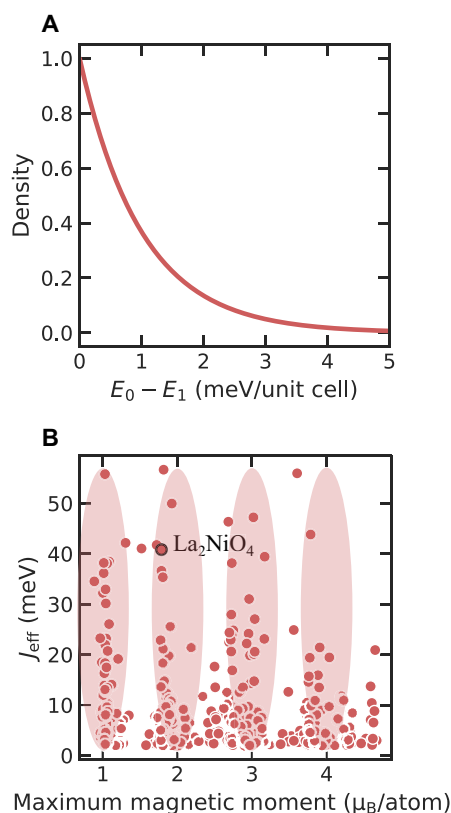 A
1.0
0.8
0.6
0.4
0.2
0.0
Density
0 1 2 3 4 5
E₀ − E₁ (meV/unit cell)
B
50
40
30
20
10
0
J_eff (meV)
La₂NiO₄
1 2 3 4
Maximum magnetic moment (μ_B/atom)